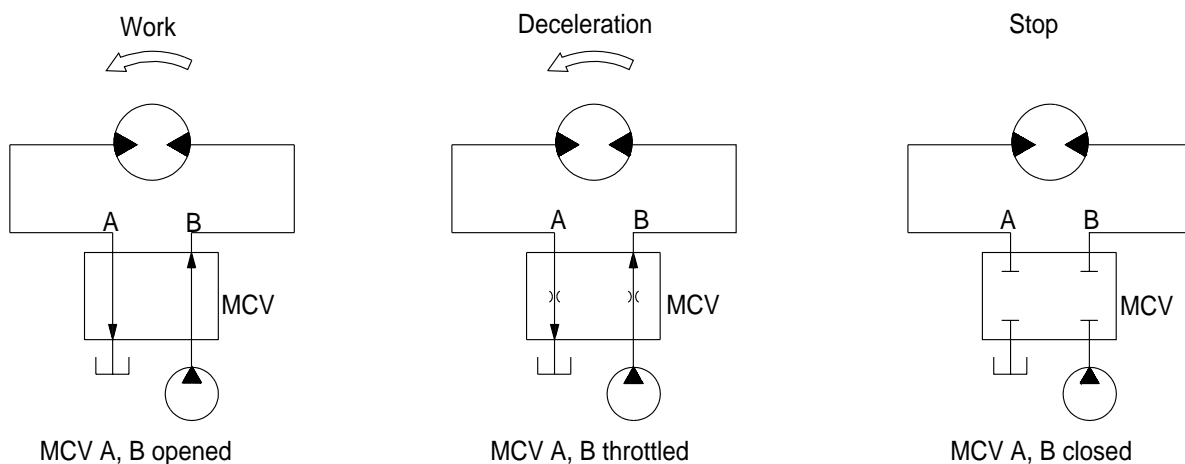 Work
A
B
MCV
MCV A, B opened
Deceleration
A
B
MCV
MCV A, B throttled
Stop
A
B
MCV
MCV A, B closed